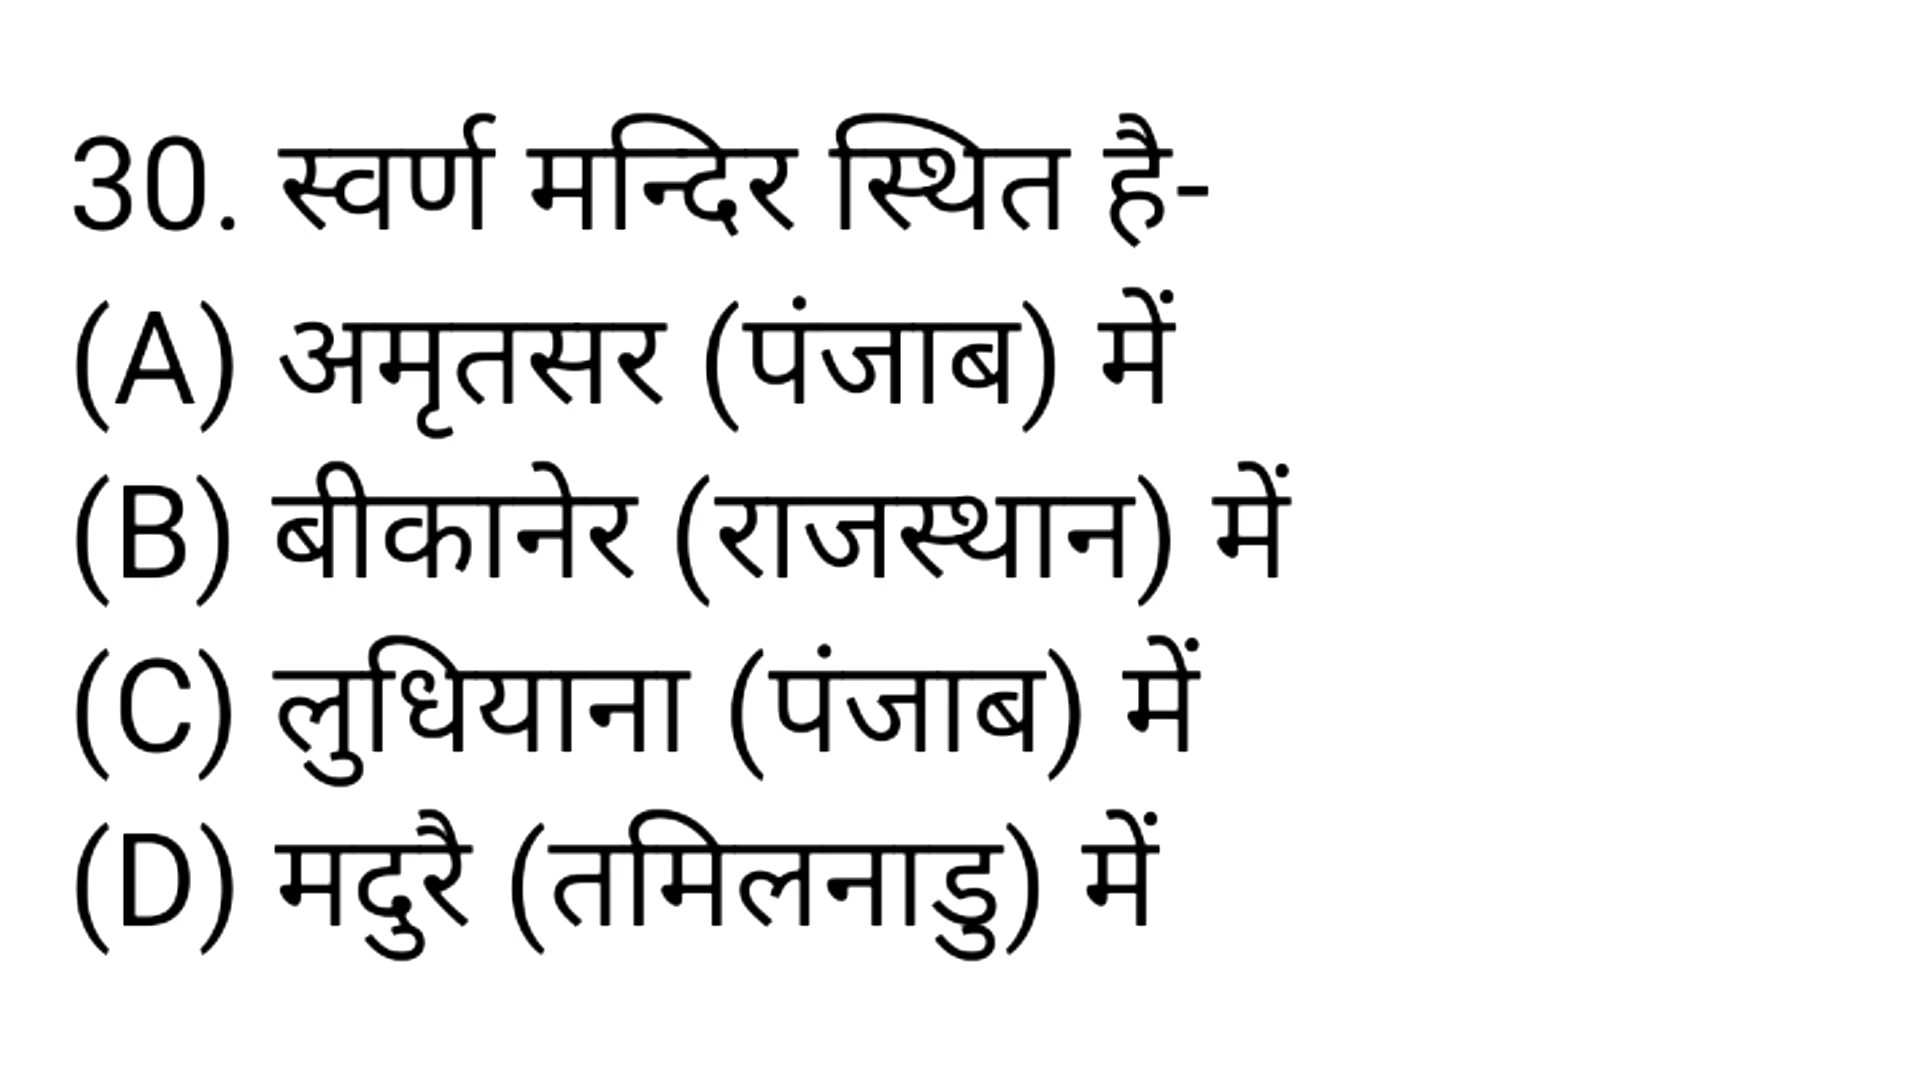 30. स्वर्ण मन्दिर स्थित है-
(A) अमृतसर (पंजाब) में
(B) बीकानेर (राजस्थान) में
(C) लुधियाना (पंजाब) में
(D) मदुरै (तमिलनाडु) में